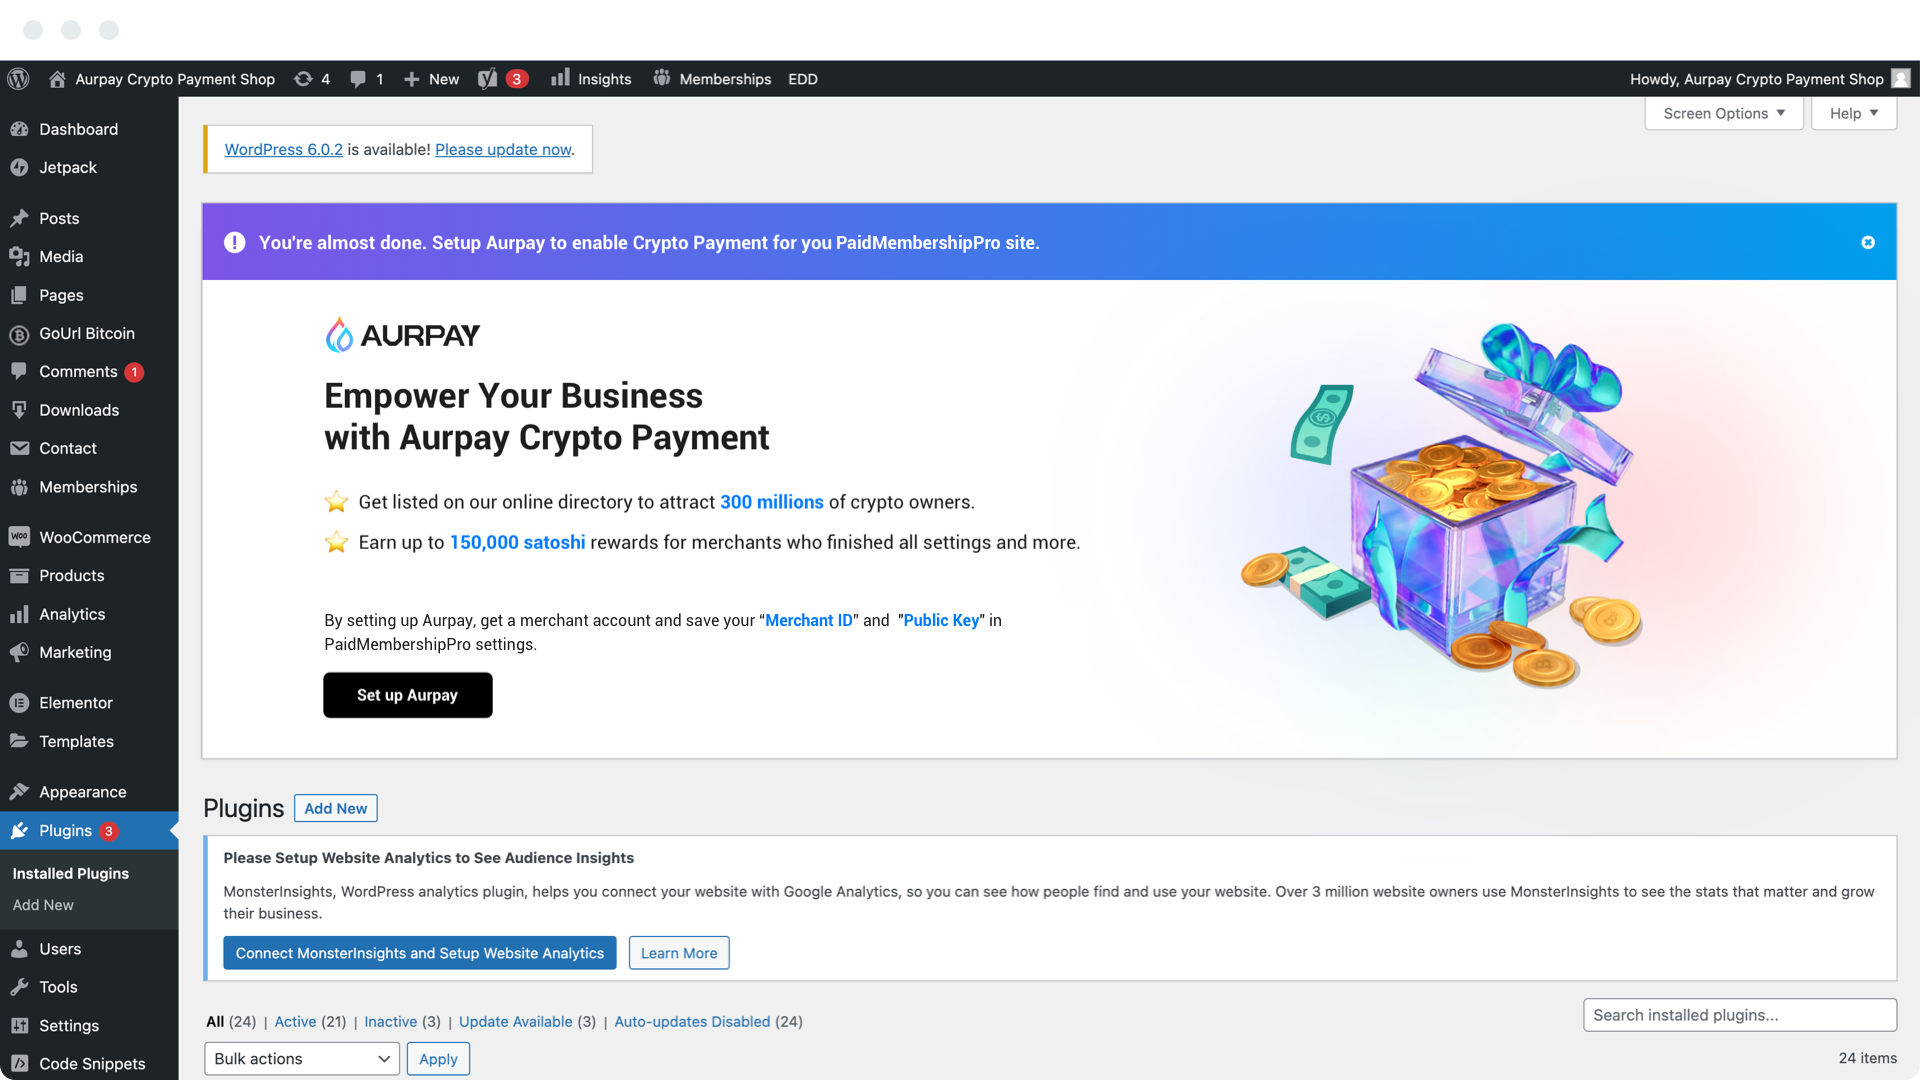 Aurpay Crypto Payment Shop 4 1 New 3 Insights Memberships EDD Howdy, Aurpay Crypto Payment Shop
Screen Options Help
Dashboard
Jetpack
Posts
Media
Pages
GoUrl Bitcoin
Comments 1
Downloads
Contact
Memberships
WOO WooCommerce
Products
Analytics
Marketing
Elementor
Templates
Appearance
Plugins 3
Installed Plugins
Add New
Users
Tools
Settings
Code Snippets
WordPress 6.0.2 is available! Please update now.
You're almost done. Setup Aurpay to enable Crypto Payment for you PaidMembershipPro site.
AURPAY
Empower Your Business
with Aurpay Crypto Payment
Get listed on our online directory to attract 300 millions of crypto owners.
Earn up to 150,000 satoshi rewards for merchants who finished all settings and more.
By setting up Aurpay, get a merchant account and save your “Merchant ID” and "Public Key" in
PaidMembershipPro settings.
Set up Aurpay
Plugins Add New
Please Setup Website Analytics to See Audience Insights
MonsterInsights, WordPress analytics plugin, helps you connect your website with Google Analytics, so you can see how people find and use your website. Over 3 million website owners use MonsterInsights to see the stats that matter and grow
their business.
Connect MonsterInsights and Setup Website Analytics Learn More
All (24) | Active (21) | Inactive (3) | Update Available (3) | Auto-updates Disabled (24)
Search installed plugins...
Bulk actions Apply
24 items